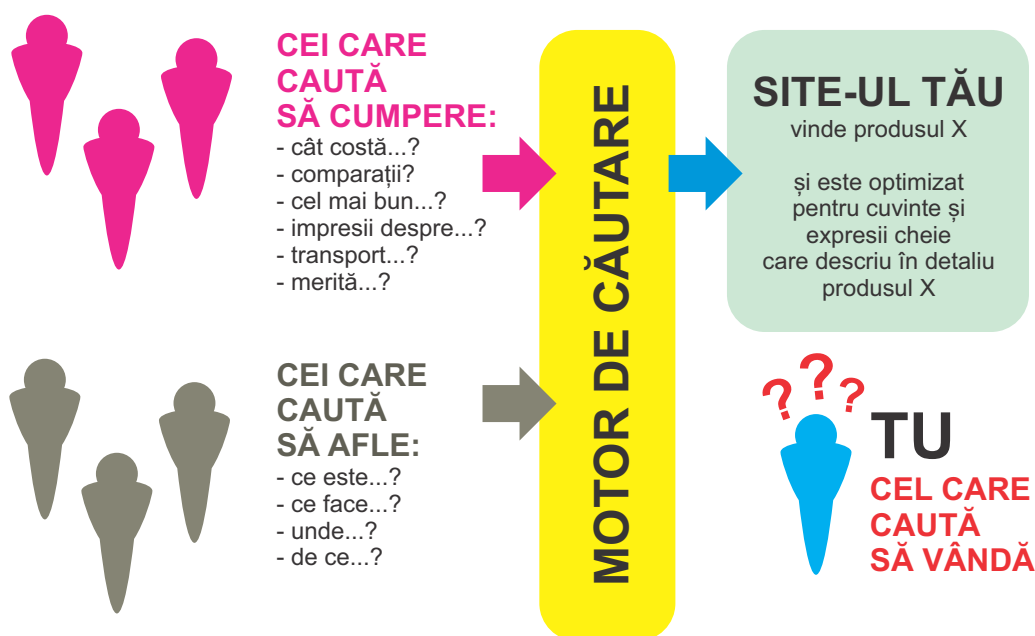 CEI CARE
CAUTĂ
SĂ CUMPERE:
- cât costă...?
- comparații?
- cel mai bun...?
- impresii despre...?
- transport...?
- merită...?
CEI CARE
CAUTĂ
SĂ AFLE:
- ce este...?
- ce face...?
- unde...?
- de ce...?
MOTOR DE CĂUTARE
SITE-UL TĂU
vinde produsul X
și este optimizat
pentru cuvinte și
expresii cheie
care descriu în detaliu
produsul X
? ? ?
TU
CEL CARE
CAUTĂ
SĂ VÂNDĂ